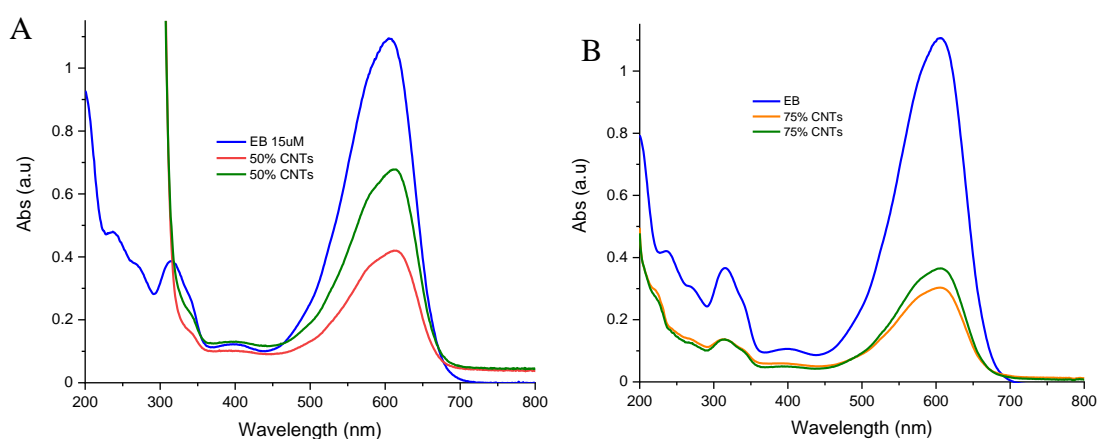 A
Abs (a.u)
1
0.8
0.6
0.4
0.2
0
EB 15uM
50% CNTs
50% CNTs
200 300 400 500 600 700 800
Wavelength (nm)
B
Abs (a.u)
1
0.8
0.6
0.4
0.2
0
EB
75% CNTs
75% CNTs
200 300 400 500 600 700 800
Wavelength (nm)